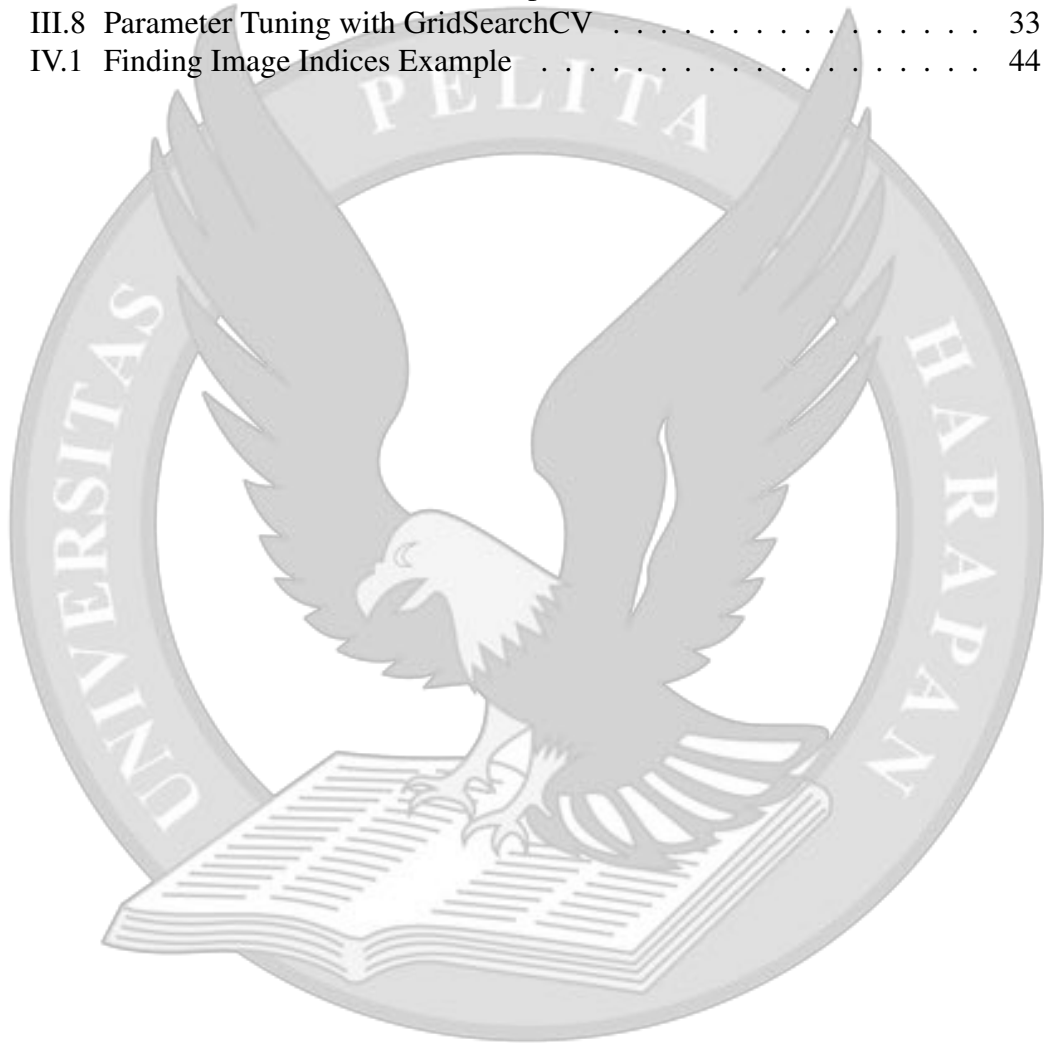 III.8 Parameter Tuning with GridSearchCV . . . . . . . . . . . . . . . . . 33
IV.1 Finding Image Indices Example . . . . . . . . . . . . . . . . . . . . 44
UNIVERSITAS PELITA HARAPAN